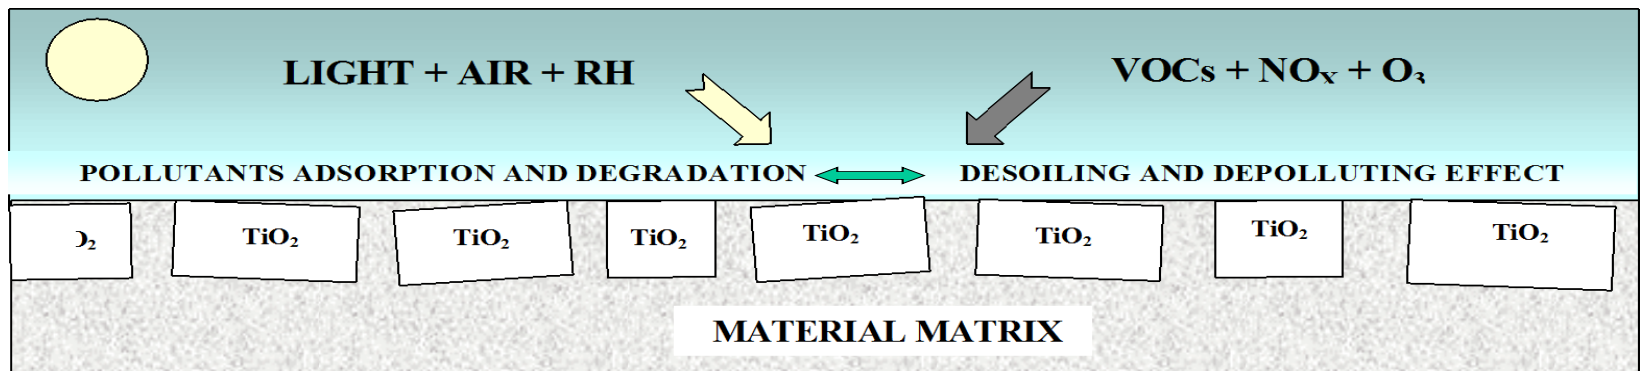 LIGHT + AIR + RH
VOCs + NOX + O3
POLLUTANTS ADSORPTION AND DEGRADATION
DESOILING AND DEPOLLUTING EFFECT
TiO2 TiO2 TiO2 TiO2 TiO2 TiO2 TiO2
MATERIAL MATRIX